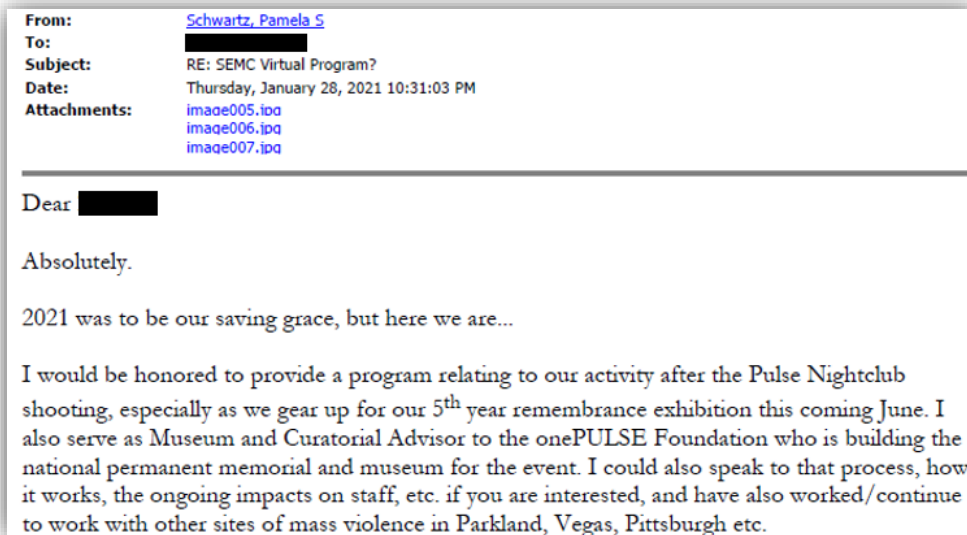 From: Schwartz, Pamela S
To:
Subject: RE: SEMC Virtual Program?
Date: Thursday, January 28, 2021 10:31:03 PM
Attachments: image005.jpg
image006.jpg
image007.jpg
Dear
Absolutely.
2021 was to be our saving grace, but here we are...
I would be honored to provide a program relating to our activity after the Pulse Nightclub
shooting, especially as we gear up for our 5th year remembrance exhibition this coming June. I
also serve as Museum and Curatorial Advisor to the onePULSE Foundation who is building the
national permanent memorial and museum for the event. I could also speak to that process, how
it works, the ongoing impacts on staff, etc. if you are interested, and have also worked/continue
to work with other sites of mass violence in Parkland, Vegas, Pittsburgh etc.